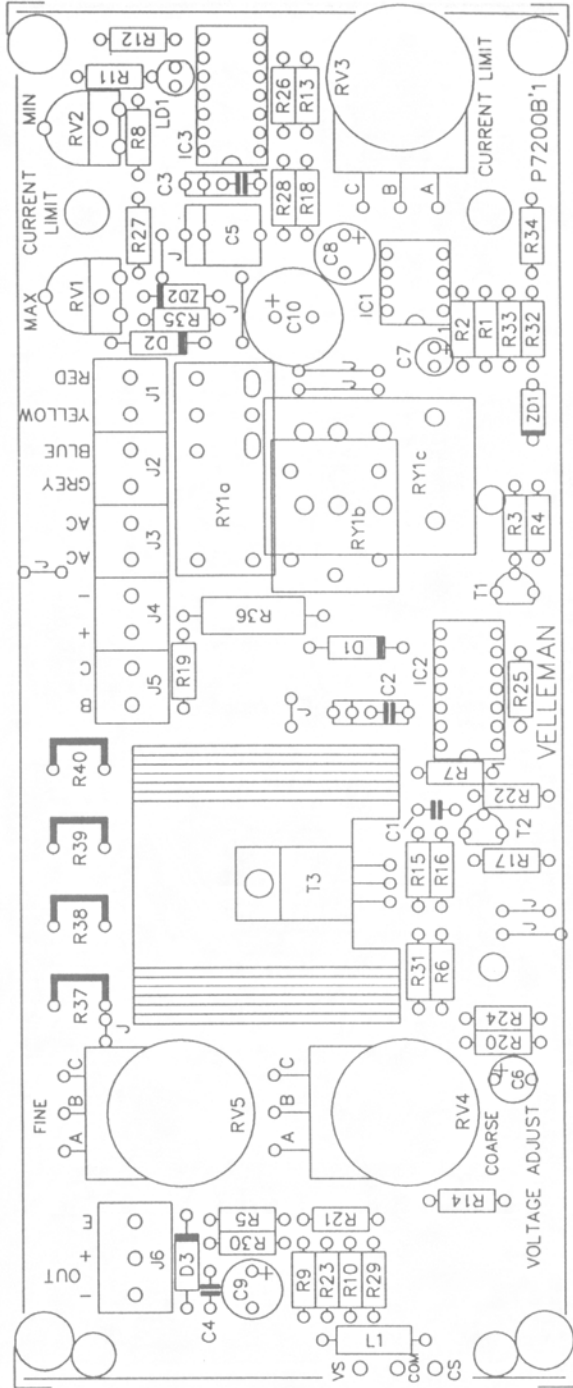 R12
R11
MIN
RV2
R8
LD1
IC3
R26
R13
RV3
CURRENT LIMIT
P7200B'1
CURRENT
LIMIT
C3
R27
J
C5
R28
R18
C
B
A
R34
MAX
RV1
ZD2
R35
D2
J
C8
+
C10
+
IC1
1
C7
+
R2
R1
R33
R32
ZD1
RED
YELLOW
J1
BLUE
GREY
J2
AC
AC
J3
-
+
J4
C
B
J5
J
RY1a
J
J
RY1c
RY1b
R3
R4
T1
R36
R19
D1
IC2
C2
J
R25
VELLEMAN
1
R7
R22
T2
R17
C1
R15
R16
T3
R40
R39
R38
R37
J
J
J
R31
R6
R24
R20
+
C6
FINE
C
B
A
RV5
C
B
A
RV4
COARSE
VOLTAGE ADJUST
R14
OUT
E
+
-
J6
D3
C4
R5
R30
C9
+
R21
R9
R23
R10
R29
L1
VS
COM
CS